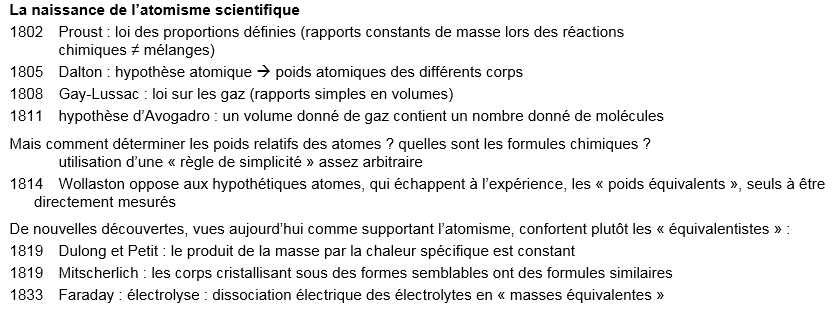 La naissance de l’atomisme scientifique
1802 Proust : loi des proportions définies (rapports constants de masse lors des réactions
chimiques ≠ mélanges)
1805 Dalton : hypothèse atomique → poids atomiques des différents corps
1808 Gay-Lussac : loi sur les gaz (rapports simples en volumes)
1811 hypothèse d’Avogadro : un volume donné de gaz contient un nombre donné de molécules
Mais comment déterminer les poids relatifs des atomes ? quelles sont les formules chimiques ?
utilisation d’une « règle de simplicité » assez arbitraire
1814 Wollaston oppose aux hypothétiques atomes, qui échappent à l’expérience, les « poids équivalents », seuls à être
directement mesurés
De nouvelles découvertes, vues aujourd’hui comme supportant l’atomisme, confortent plutôt les « équivalentistes » :
1819 Dulong et Petit : le produit de la masse par la chaleur spécifique est constant
1819 Mitscherlich : les corps cristallisant sous des formes semblables ont des formules similaires
1833 Faraday : électrolyse : dissociation électrique des électrolytes en « masses équivalentes »